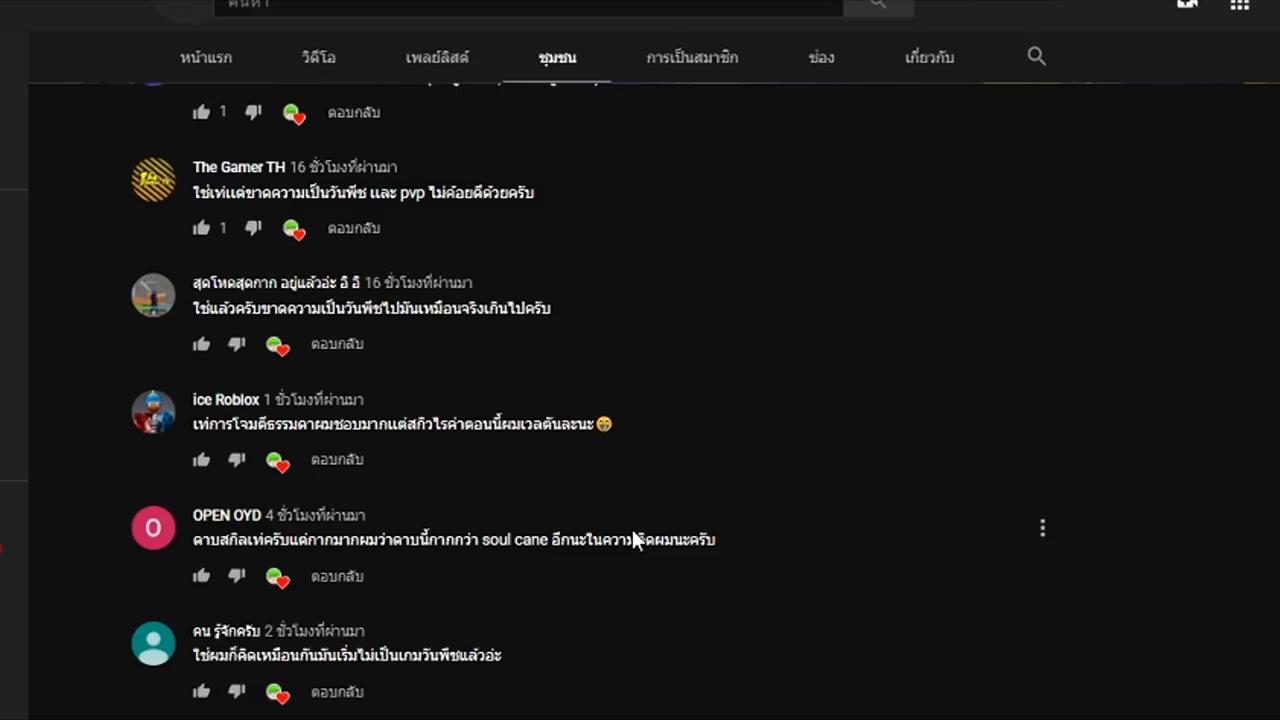 ค้นหา
หน้าแรก วิดีโอ เพลย์ลิสต์ ชุมชน การเป็นสมาชิก ช่อง เกี่ยวกับ
1 ตอบกลับ
The Gamer TH 16 ชั่วโมงที่ผ่านมา
ใช่เท่แต่ขาดความเป็นวันพีช และ pvp ไม่ค้อยดีด้วยครับ
1 ตอบกลับ
สุดโหดสุดกาก อยู่แล้วอ่ะ อิ อิ 16 ชั่วโมงที่ผ่านมา
ใช่แล้วครับขาดความเป็นวันพีชไปมันเหมือนจริงเกินไปครับ
ตอบกลับ
ice Roblox 1 ชั่วโมงที่ผ่านมา
เท่การโจมตีธรรมดาผมชอบมากแต่สกิวไรค่าตอนนี้ผมเวลตันละนะ😁
ตอบกลับ
OPEN OYD 4 ชั่วโมงที่ผ่านมา
ดาบสกิลเท่ครับแต่กากมากผมว่าดาบนี้กากกว่า soul cane อีกนะในความคิดผมนะครับ
ตอบกลับ
คน รู้จักครับ 2 ชั่วโมงที่ผ่านมา
ใช่ผมก็คิดเหมือนกันมันเริ่มไม่เป็นเกมวันพีชแล้วอ่ะ
ตอบกลับ